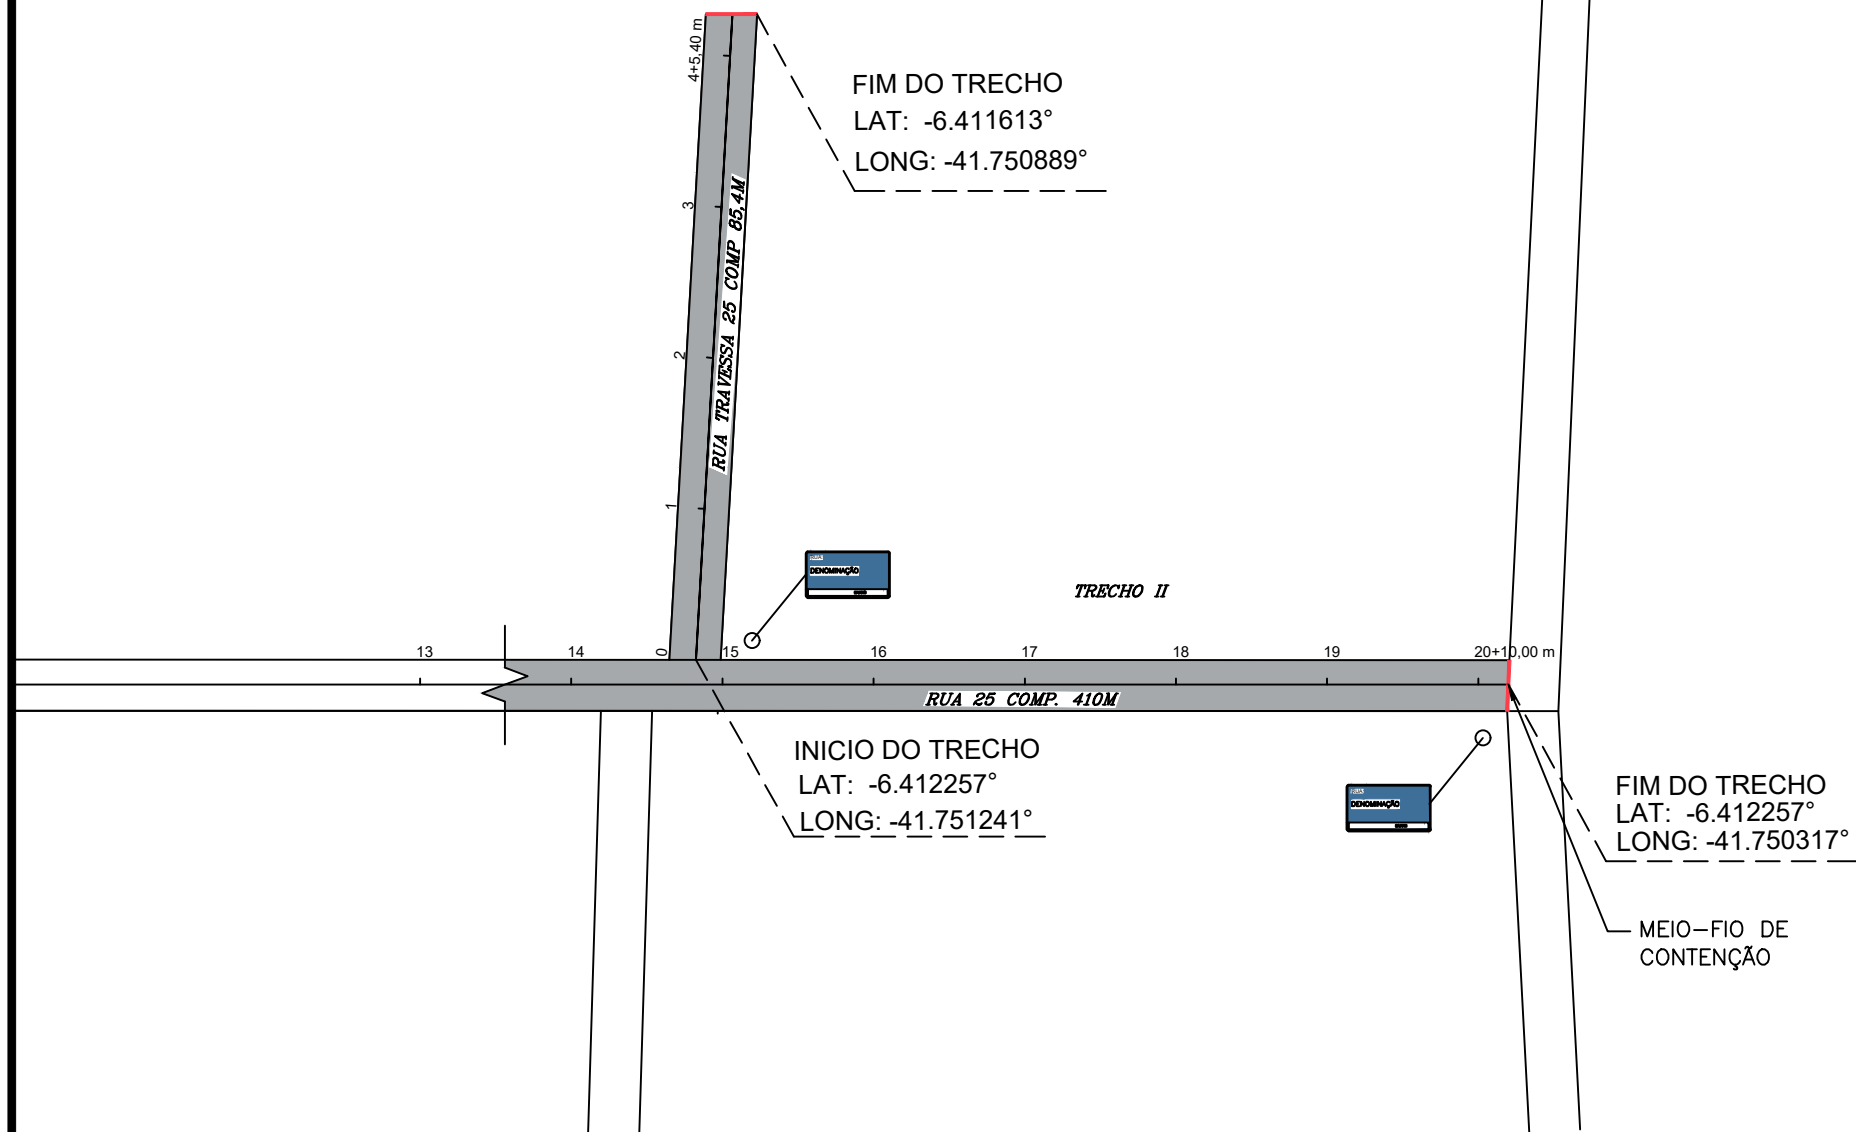 4+5,40 m
FIM DO TRECHO
LAT: -6.411613°
LONG: -41.750889°
3
RUA TRAVESSA 25 COMP 85,4M
2
1
RUA
DENOMINAÇÃO
TRECHO II
13
14
0
15
16
17
18
19
20+10,00 m
RUA 25 COMP. 410M
INICIO DO TRECHO
LAT: -6.412257°
LONG: -41.751241°
RUA
DENOMINAÇÃO
FIM DO TRECHO
LAT: -6.412257°
LONG: -41.750317°
MEIO-FIO DE
CONTENÇÃO